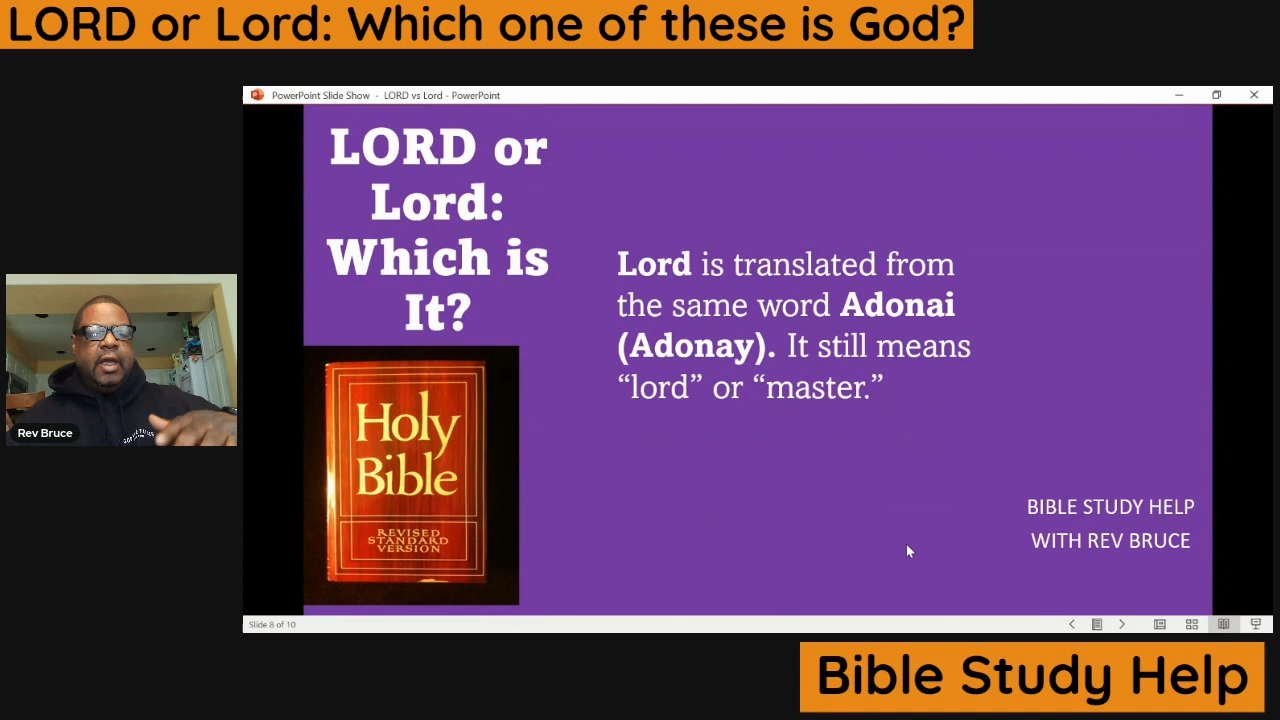 LORD or Lord: Which one of these is God?
PowerPoint Slide Show - LORD vs Lord - PowerPoint
LORD or
Lord:
Which is
It?
Lord is translated from
the same word Adonai
(Adonay). It still means
“lord” or “master.”
Holy
Bible
REVISED
STANDARD
VERSION
BIBLE STUDY HELP
WITH REV BRUCE
Rev Bruce
Slide 8 of 10
Bible Study Help